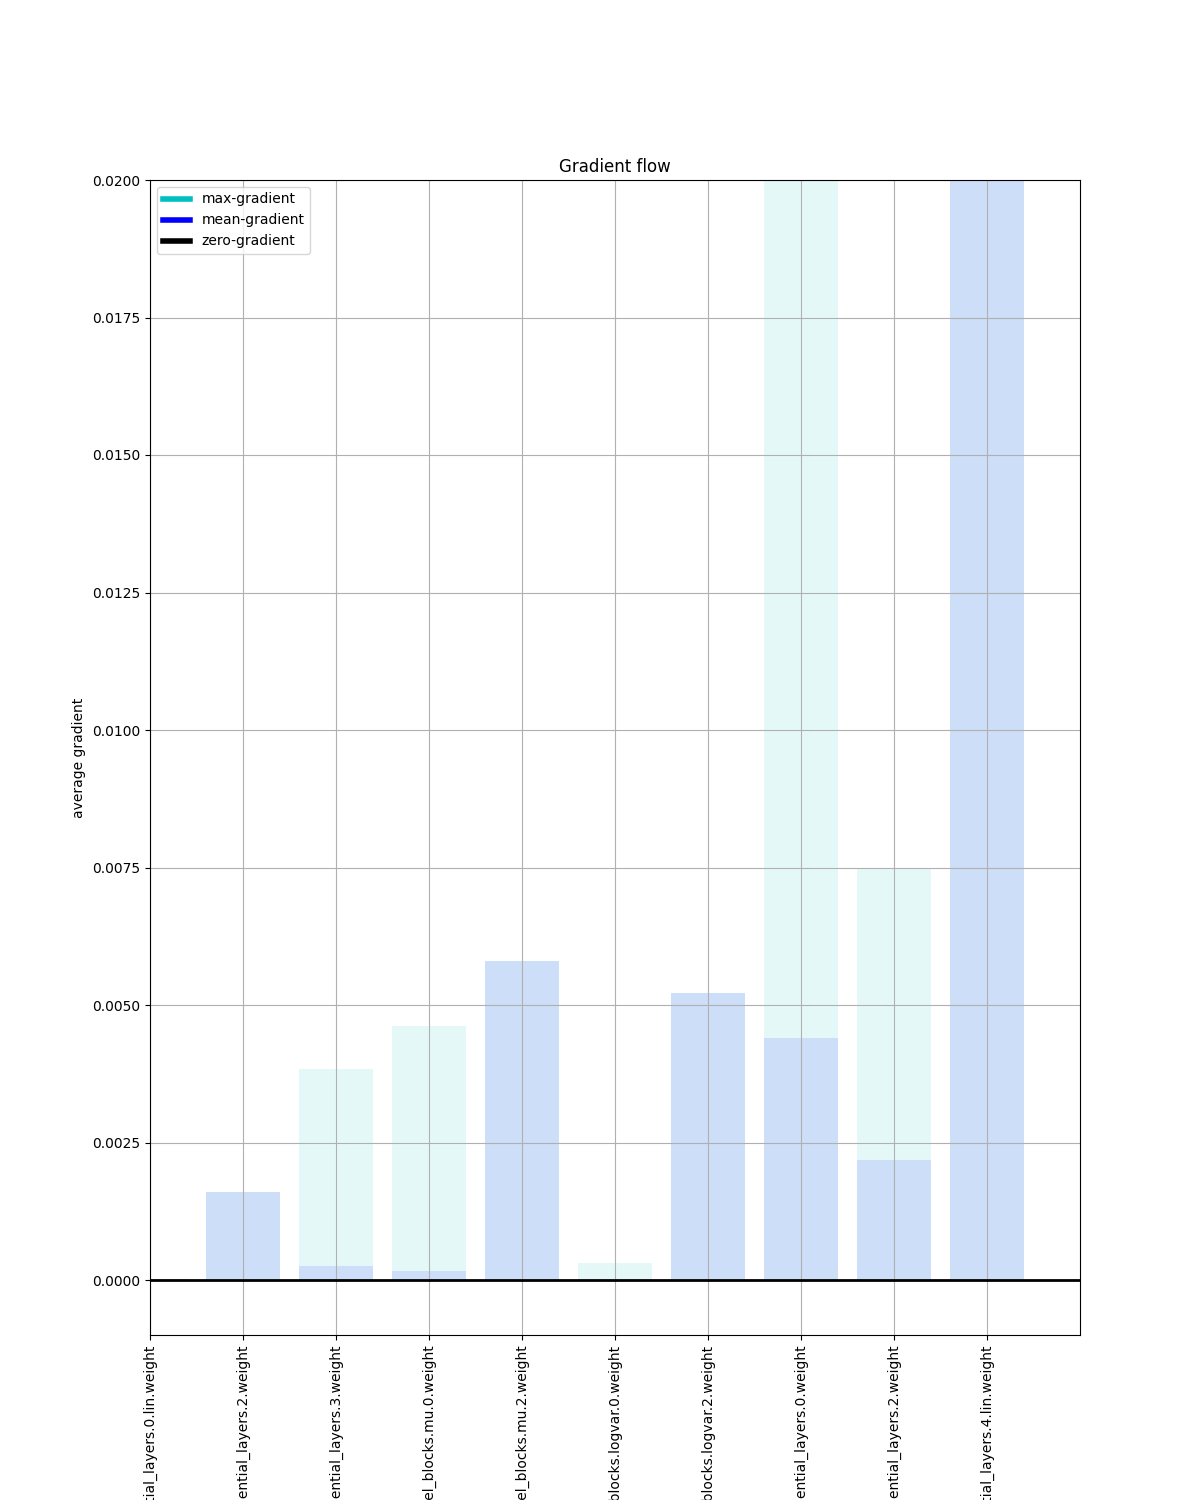 Gradient flow
max-gradient
mean-gradient
zero-gradient
0.0200
0.0175
0.0150
0.0125
0.0100
0.0075
0.0050
0.0025
0.0000
average gradient
tial_layers.0.lin.weight
ential_layers.2.weight
ential_layers.3.weight
el_blocks.mu.0.weight
el_blocks.mu.2.weight
blocks.logvar.0.weight
blocks.logvar.2.weight
ential_layers.0.weight
ential_layers.2.weight
tial_layers.4.lin.weight